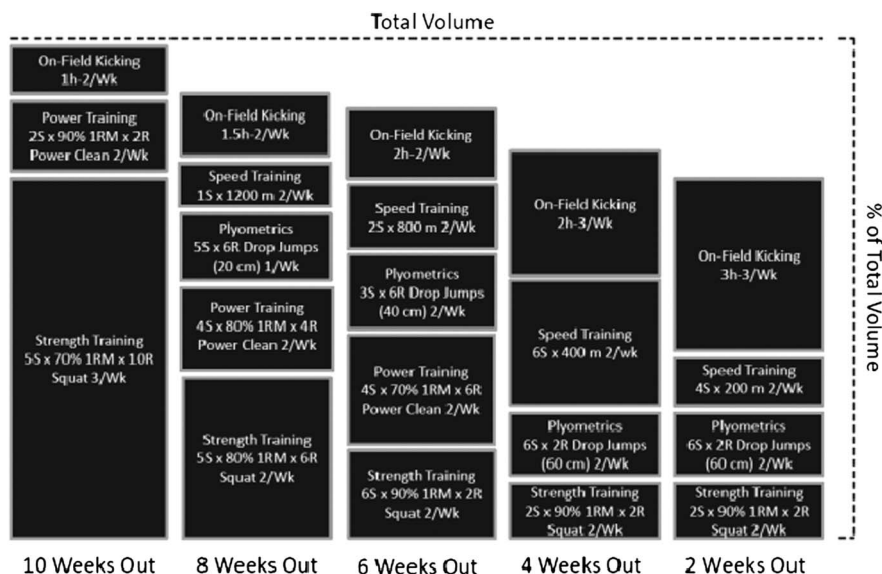 Total Volume
On-Field Kicking
1h-2/Wk
Power Training
2S x 90% 1RM x 2R
Power Clean 2/Wk
Strength Training
5S x 70% 1RM x 10R
Squat 3/Wk
10 Weeks Out
On-Field Kicking
1.5h-2/Wk
Speed Training
1S x 1200 m 2/Wk
Plyometrics
5S x 6R Drop Jumps
(20 cm) 1/Wk
Power Training
4S x 80% 1RM x 4R
Power Clean 2/Wk
Strength Training
5S x 80% 1RM x 6R
Squat 2/Wk
8 Weeks Out
On-Field Kicking
2h-2/Wk
Speed Training
2S x 800 m 2/Wk
Plyometrics
3S x 6R Drop Jumps
(40 cm) 2/Wk
Power Training
4S x 70% 1RM x 6R
Power Clean 2/Wk
Strength Training
6S x 90% 1RM x 2R
Squat 2/Wk
6 Weeks Out
On-Field Kicking
2h-3/Wk
Speed Training
6S x 400 m 2/wk
Plyometrics
6S x 2R Drop Jumps
(60 cm) 2/Wk
Strength Training
2S x 90% 1RM x 2R
Squat 2/Wk
4 Weeks Out
On-Field Kicking
3h-3/Wk
Speed Training
4S x 200 m 2/Wk
Plyometrics
6S x 2R Drop Jumps
(60 cm) 2/Wk
Strength Training
2S x 90% 1RM x 2R
Squat 2/Wk
2 Weeks Out
% of Total Volume